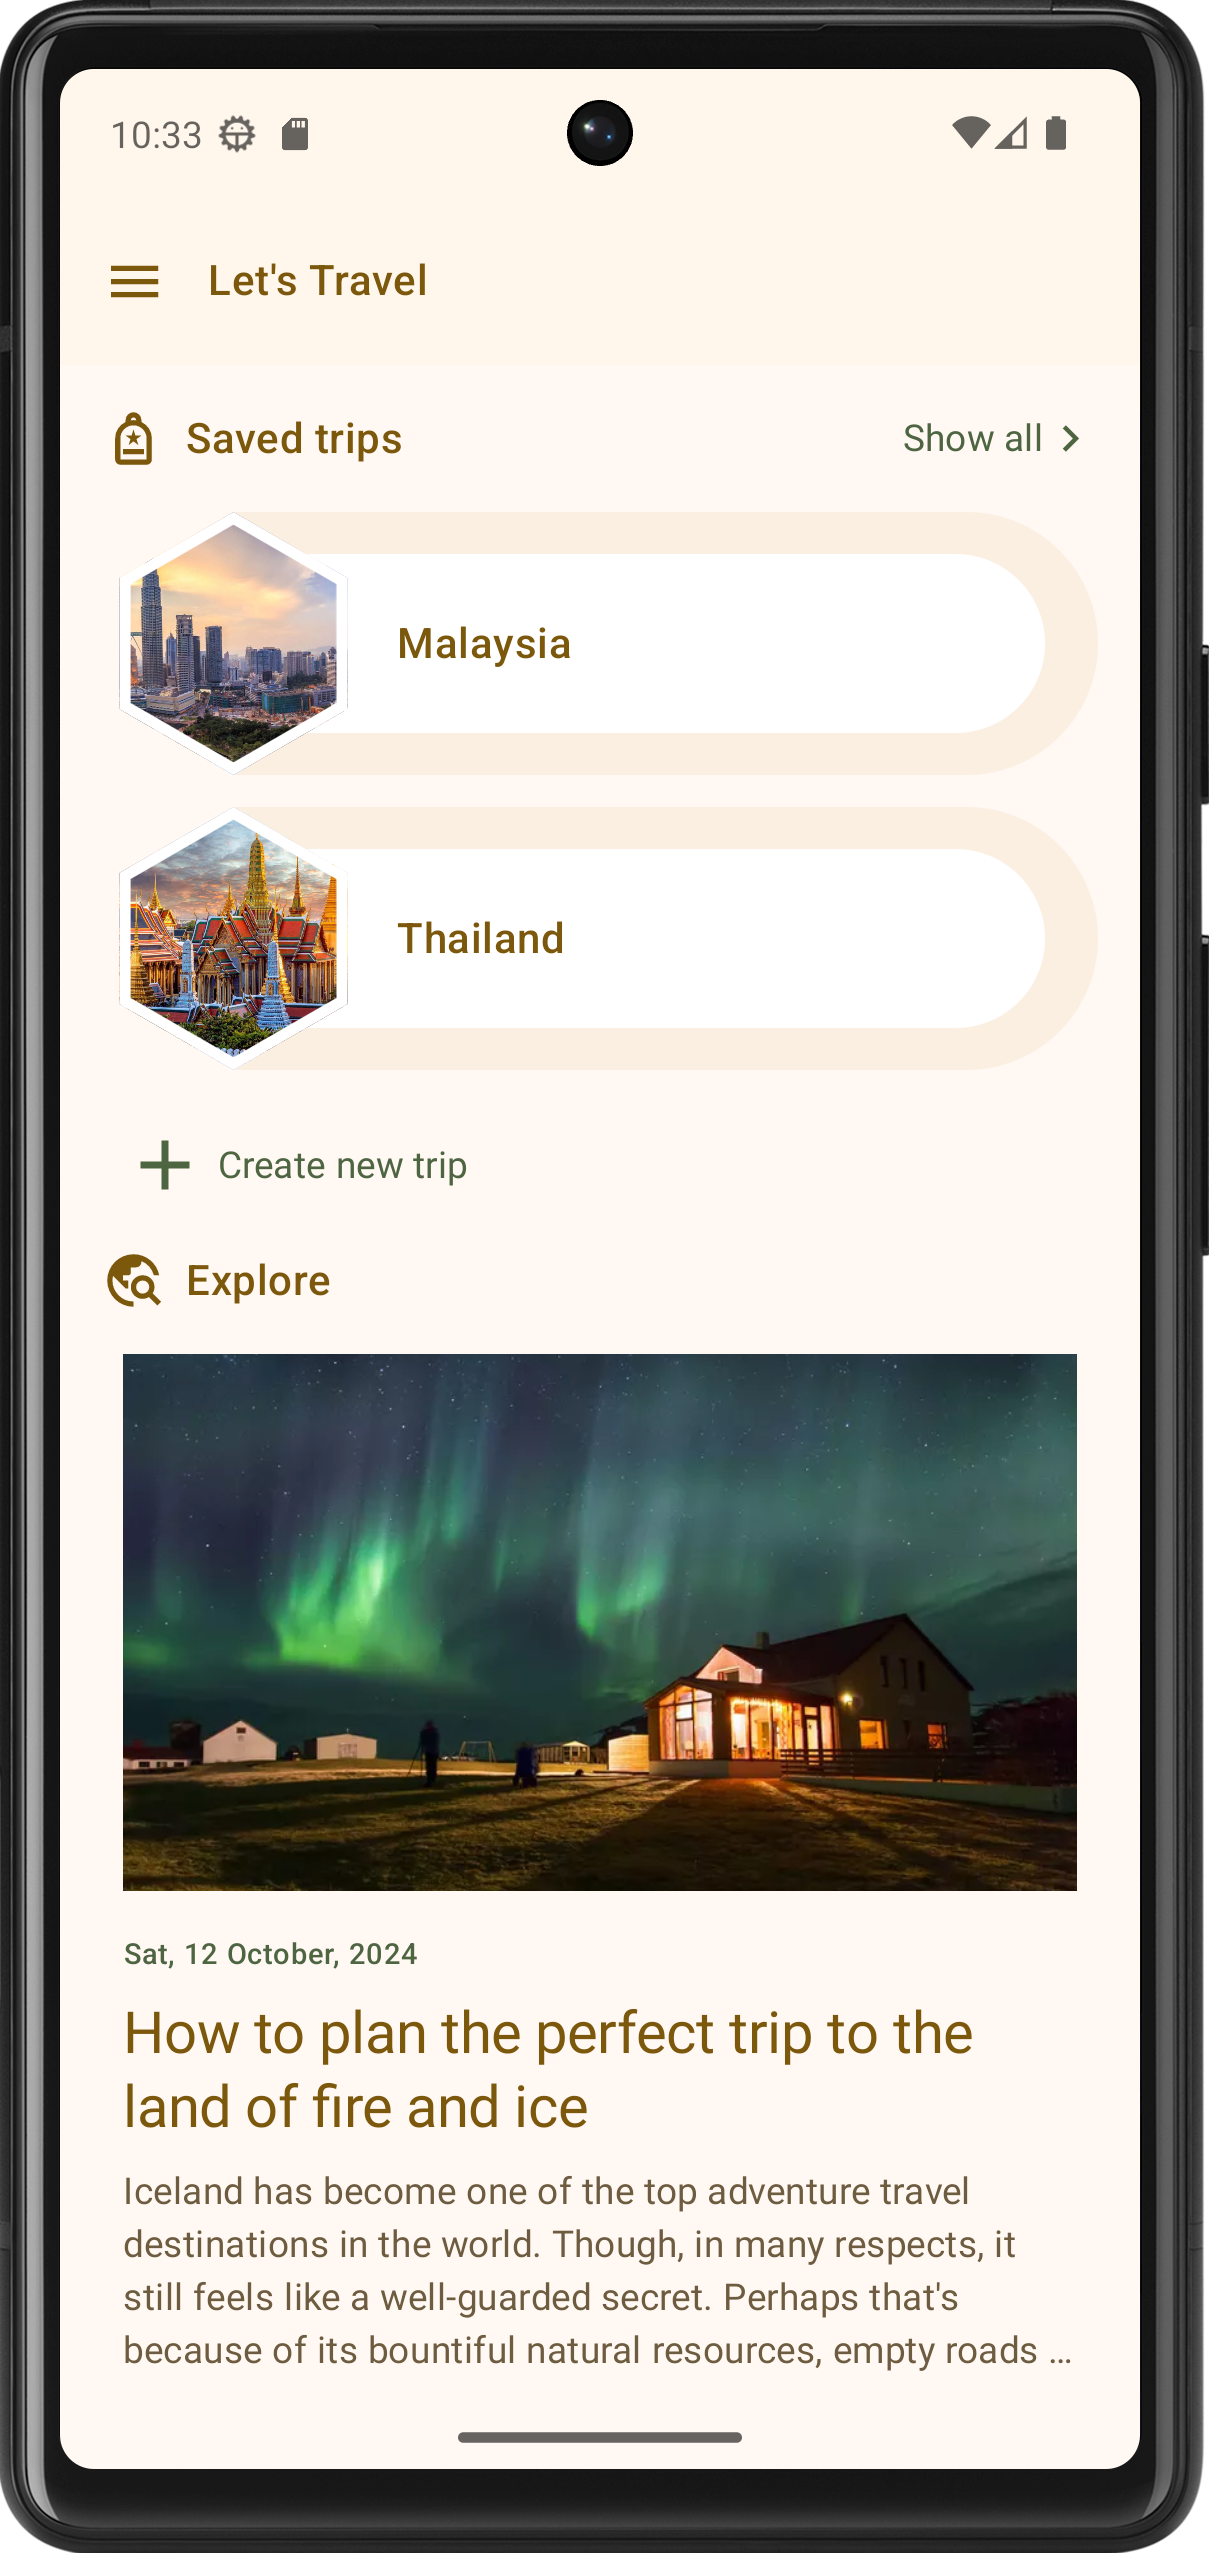 10:33
Let's Travel
Saved trips
Show all
Malaysia
Thailand
Create new trip
Explore
Sat, 12 October, 2024
How to plan the perfect trip to the
land of fire and ice
Iceland has become one of the top adventure travel
destinations in the world. Though, in many respects, it
still feels like a well-guarded secret. Perhaps that's
because of its bountiful natural resources, empty roads …